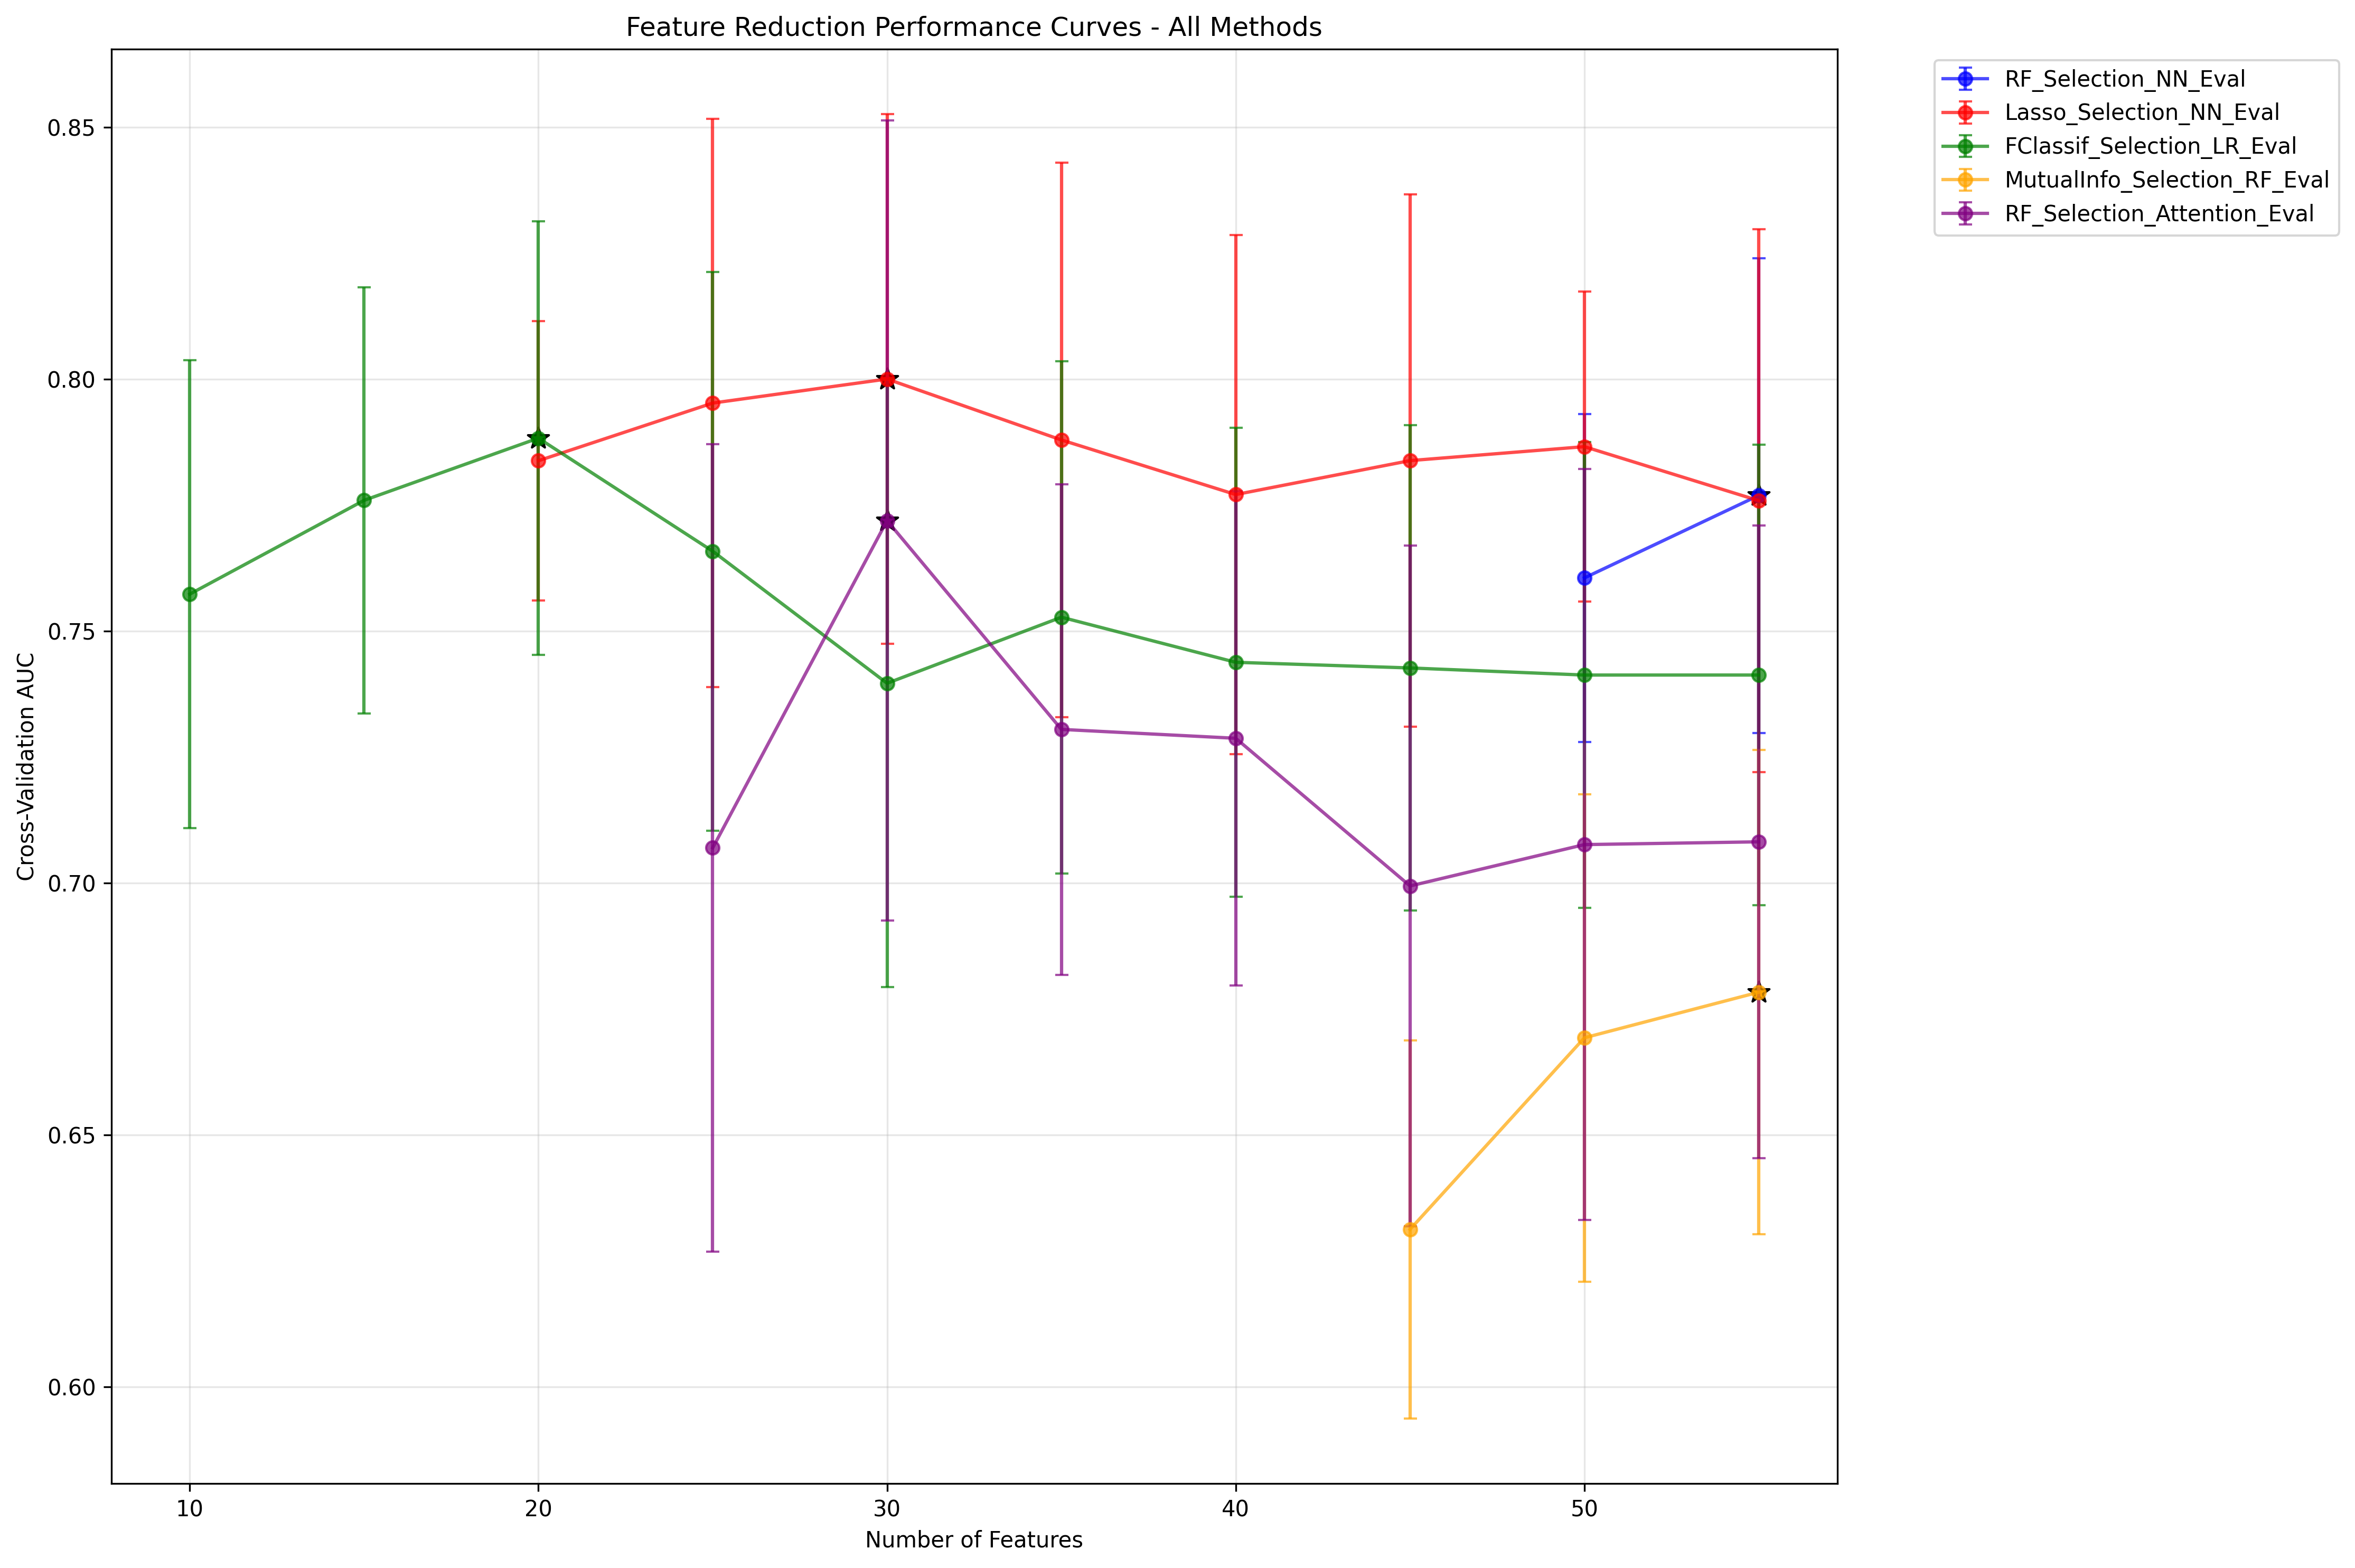 Feature Reduction Performance Curves - All Methods
RF_Selection_NN_Eval
Lasso_Selection_NN_Eval
FClassif_Selection_LR_Eval
MutualInfo_Selection_RF_Eval
RF_Selection_Attention_Eval
Cross-Validation AUC
0.85
0.80
0.75
0.70
0.65
0.60
10 20 30 40 50
Number of Features